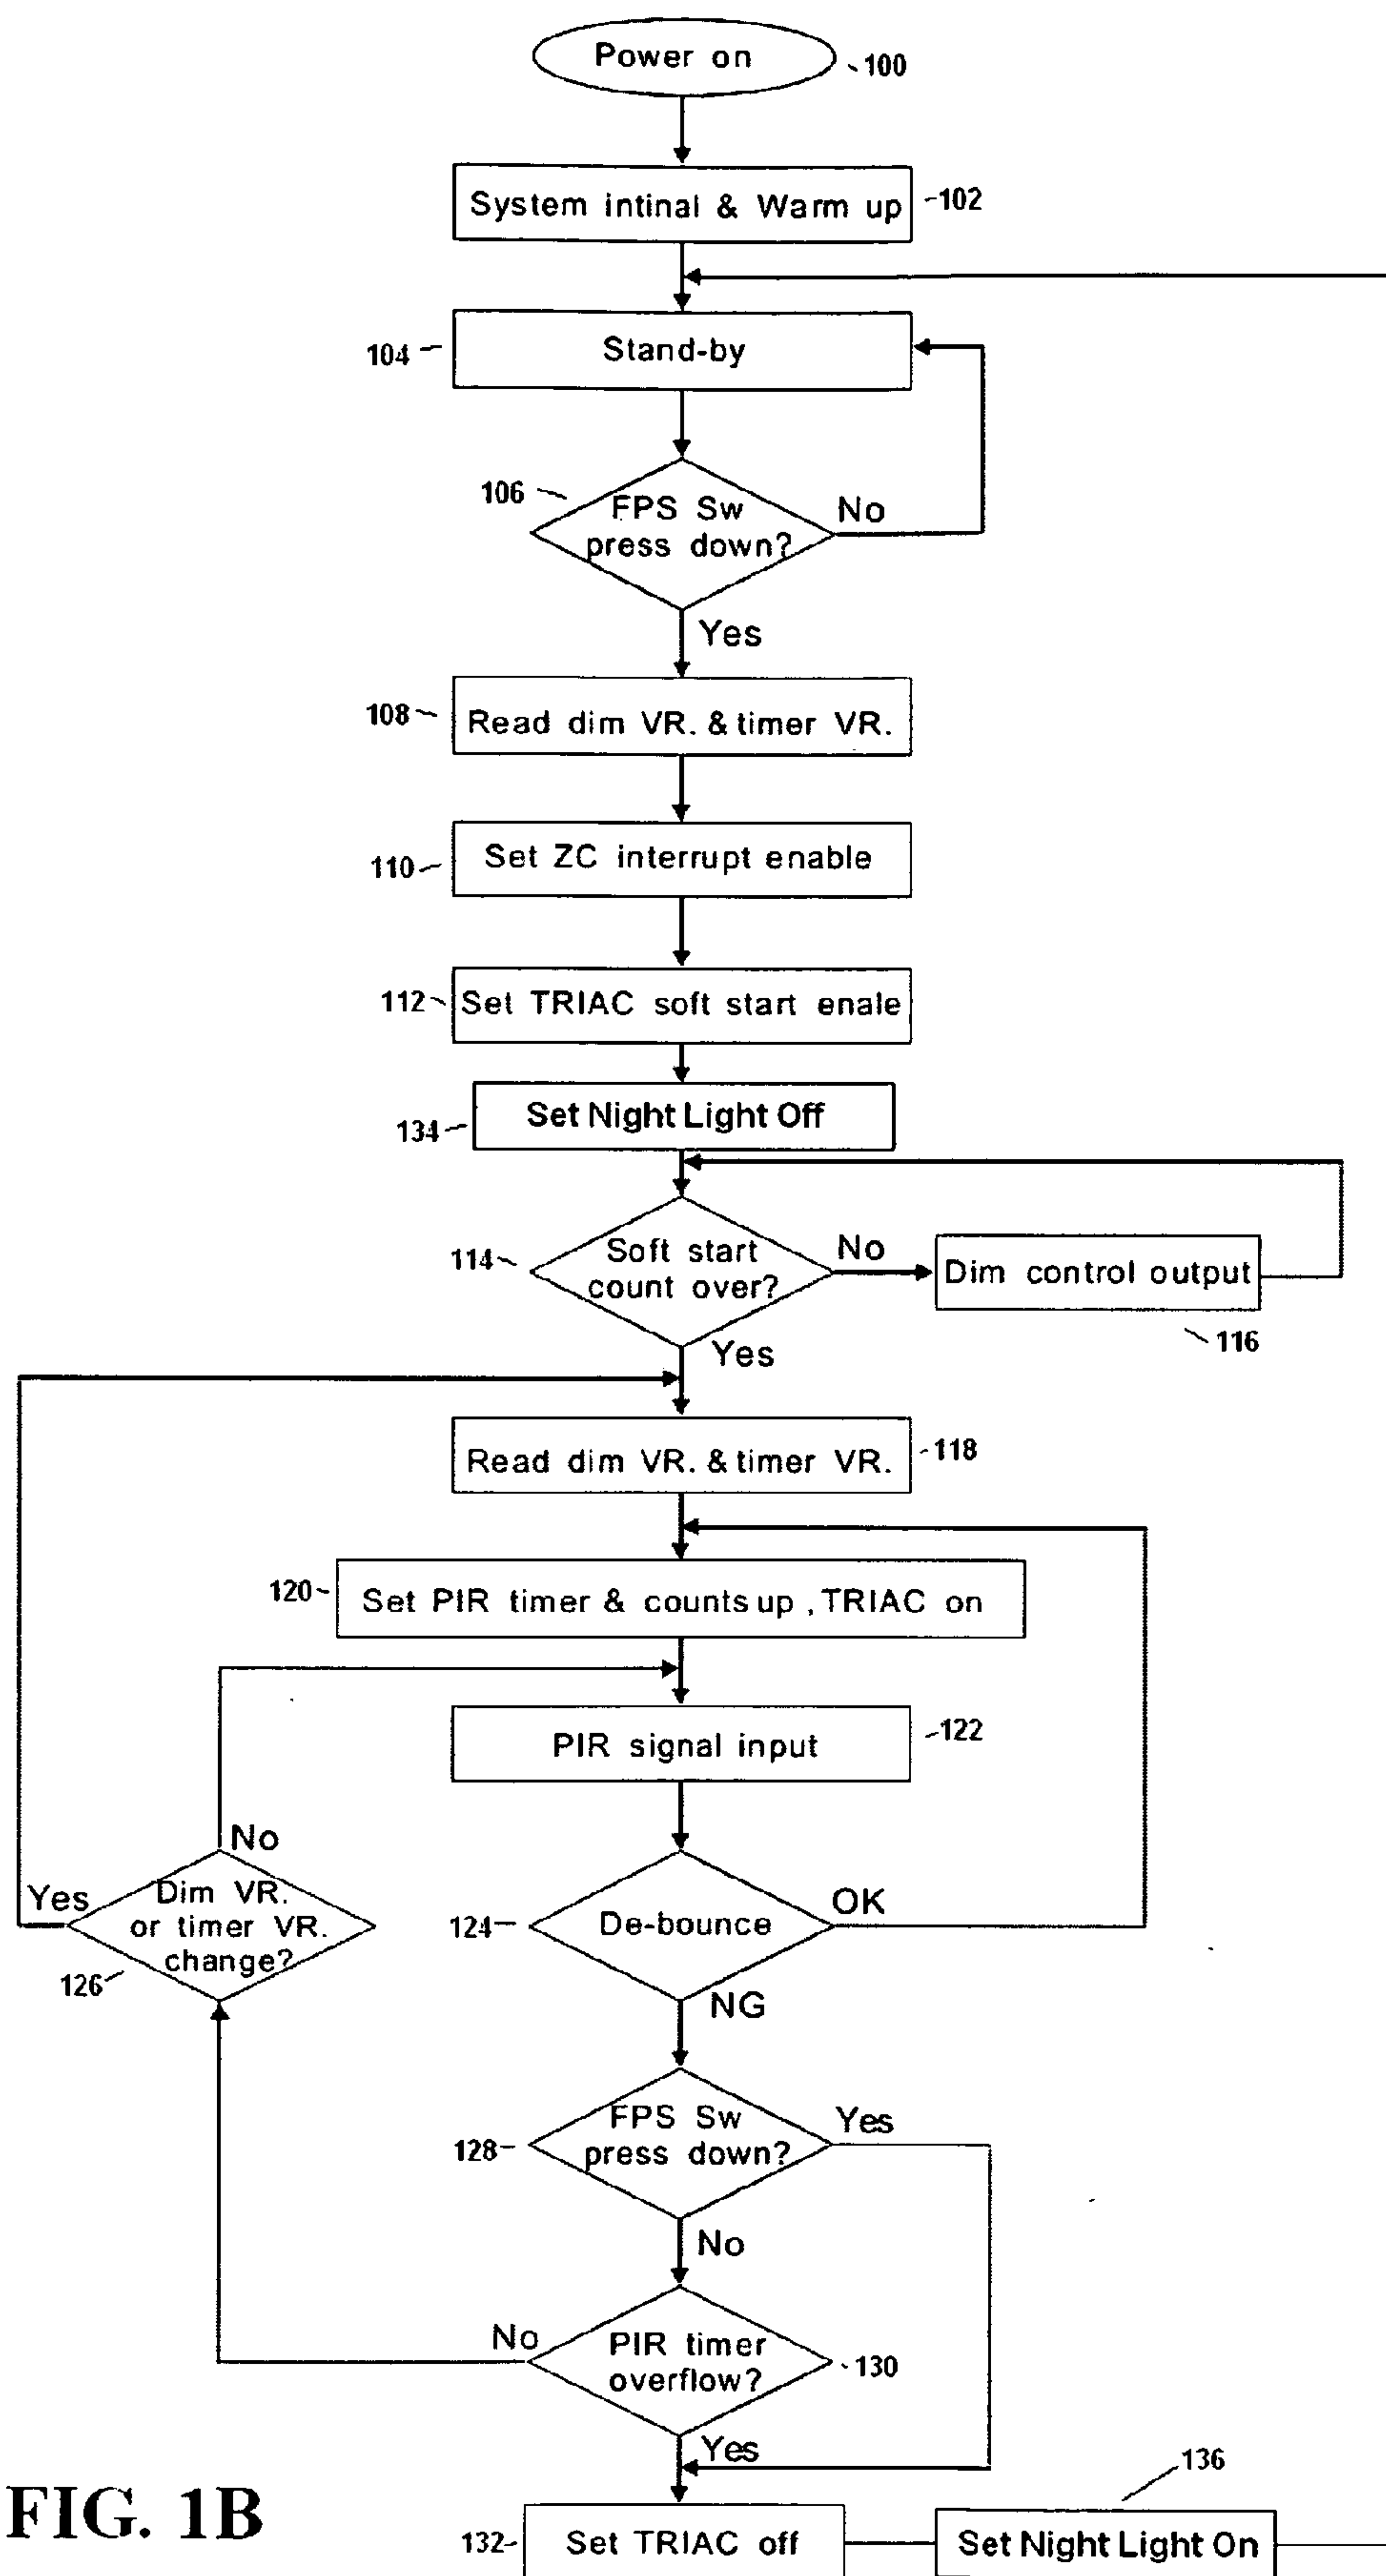 Power on
100
System intinal & Warm up
102
104
Stand-by
106
FPS Sw
press down?
No
Yes
108
Read dim VR. & timer VR.
110
Set ZC interrupt enable
112
Set TRIAC soft start enale
134
Set Night Light Off
114
Soft start
count over?
No
Dim control output
116
Yes
Read dim VR. & timer VR.
118
120
Set PIR timer & counts up , TRIAC on
PIR signal input
122
No
Yes
Dim VR.
or timer VR.
change?
126
124
De-bounce
OK
NG
128
FPS Sw
press down?
Yes
No
No
PIR timer
overflow?
130
Yes
136
FIG. 1B
132
Set TRIAC off
Set Night Light On